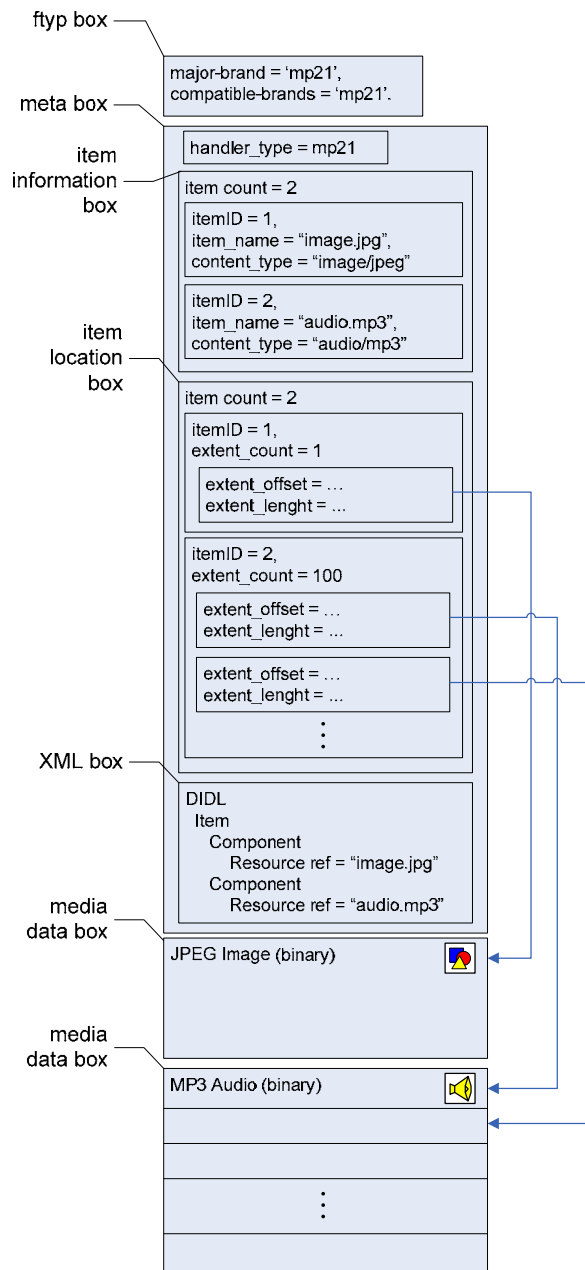 ftyp box
major-brand = ‘mp21’,
compatible-brands = ‘mp21’.
meta box
handler_type = mp21
item
information
box
item count = 2
itemID = 1,
item_name = “image.jpg”,
content_type = “image/jpeg”
itemID = 2,
item_name = “audio.mp3”,
content_type = “audio/mp3”
item
location
box
item count = 2
itemID = 1,
extent_count = 1
extent_offset = …
extent_lenght = ...
itemID = 2,
extent_count = 100
extent_offset = …
extent_lenght = ...
extent_offset = …
extent_lenght = ...
XML box
DIDL
Item
Component
Resource ref = “image.jpg”
Component
Resource ref = “audio.mp3”
media
data box
JPEG Image (binary)
media
data box
MP3 Audio (binary)